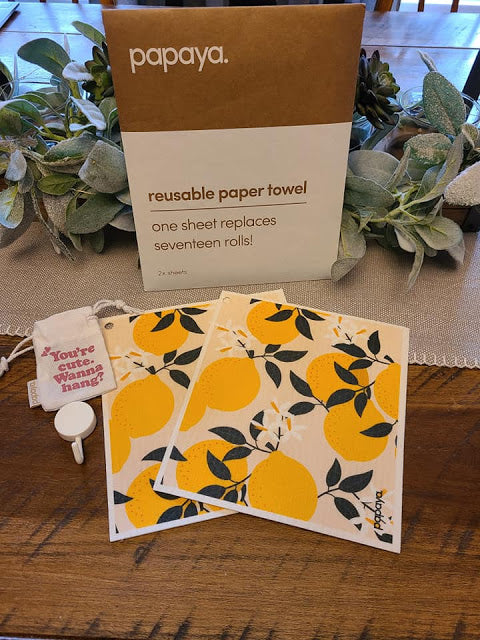 papaya.
reusable paper towel
one sheet replaces
seventeen rolls!
2x sheets
You're
cute.
Wanna
hang?
papaya